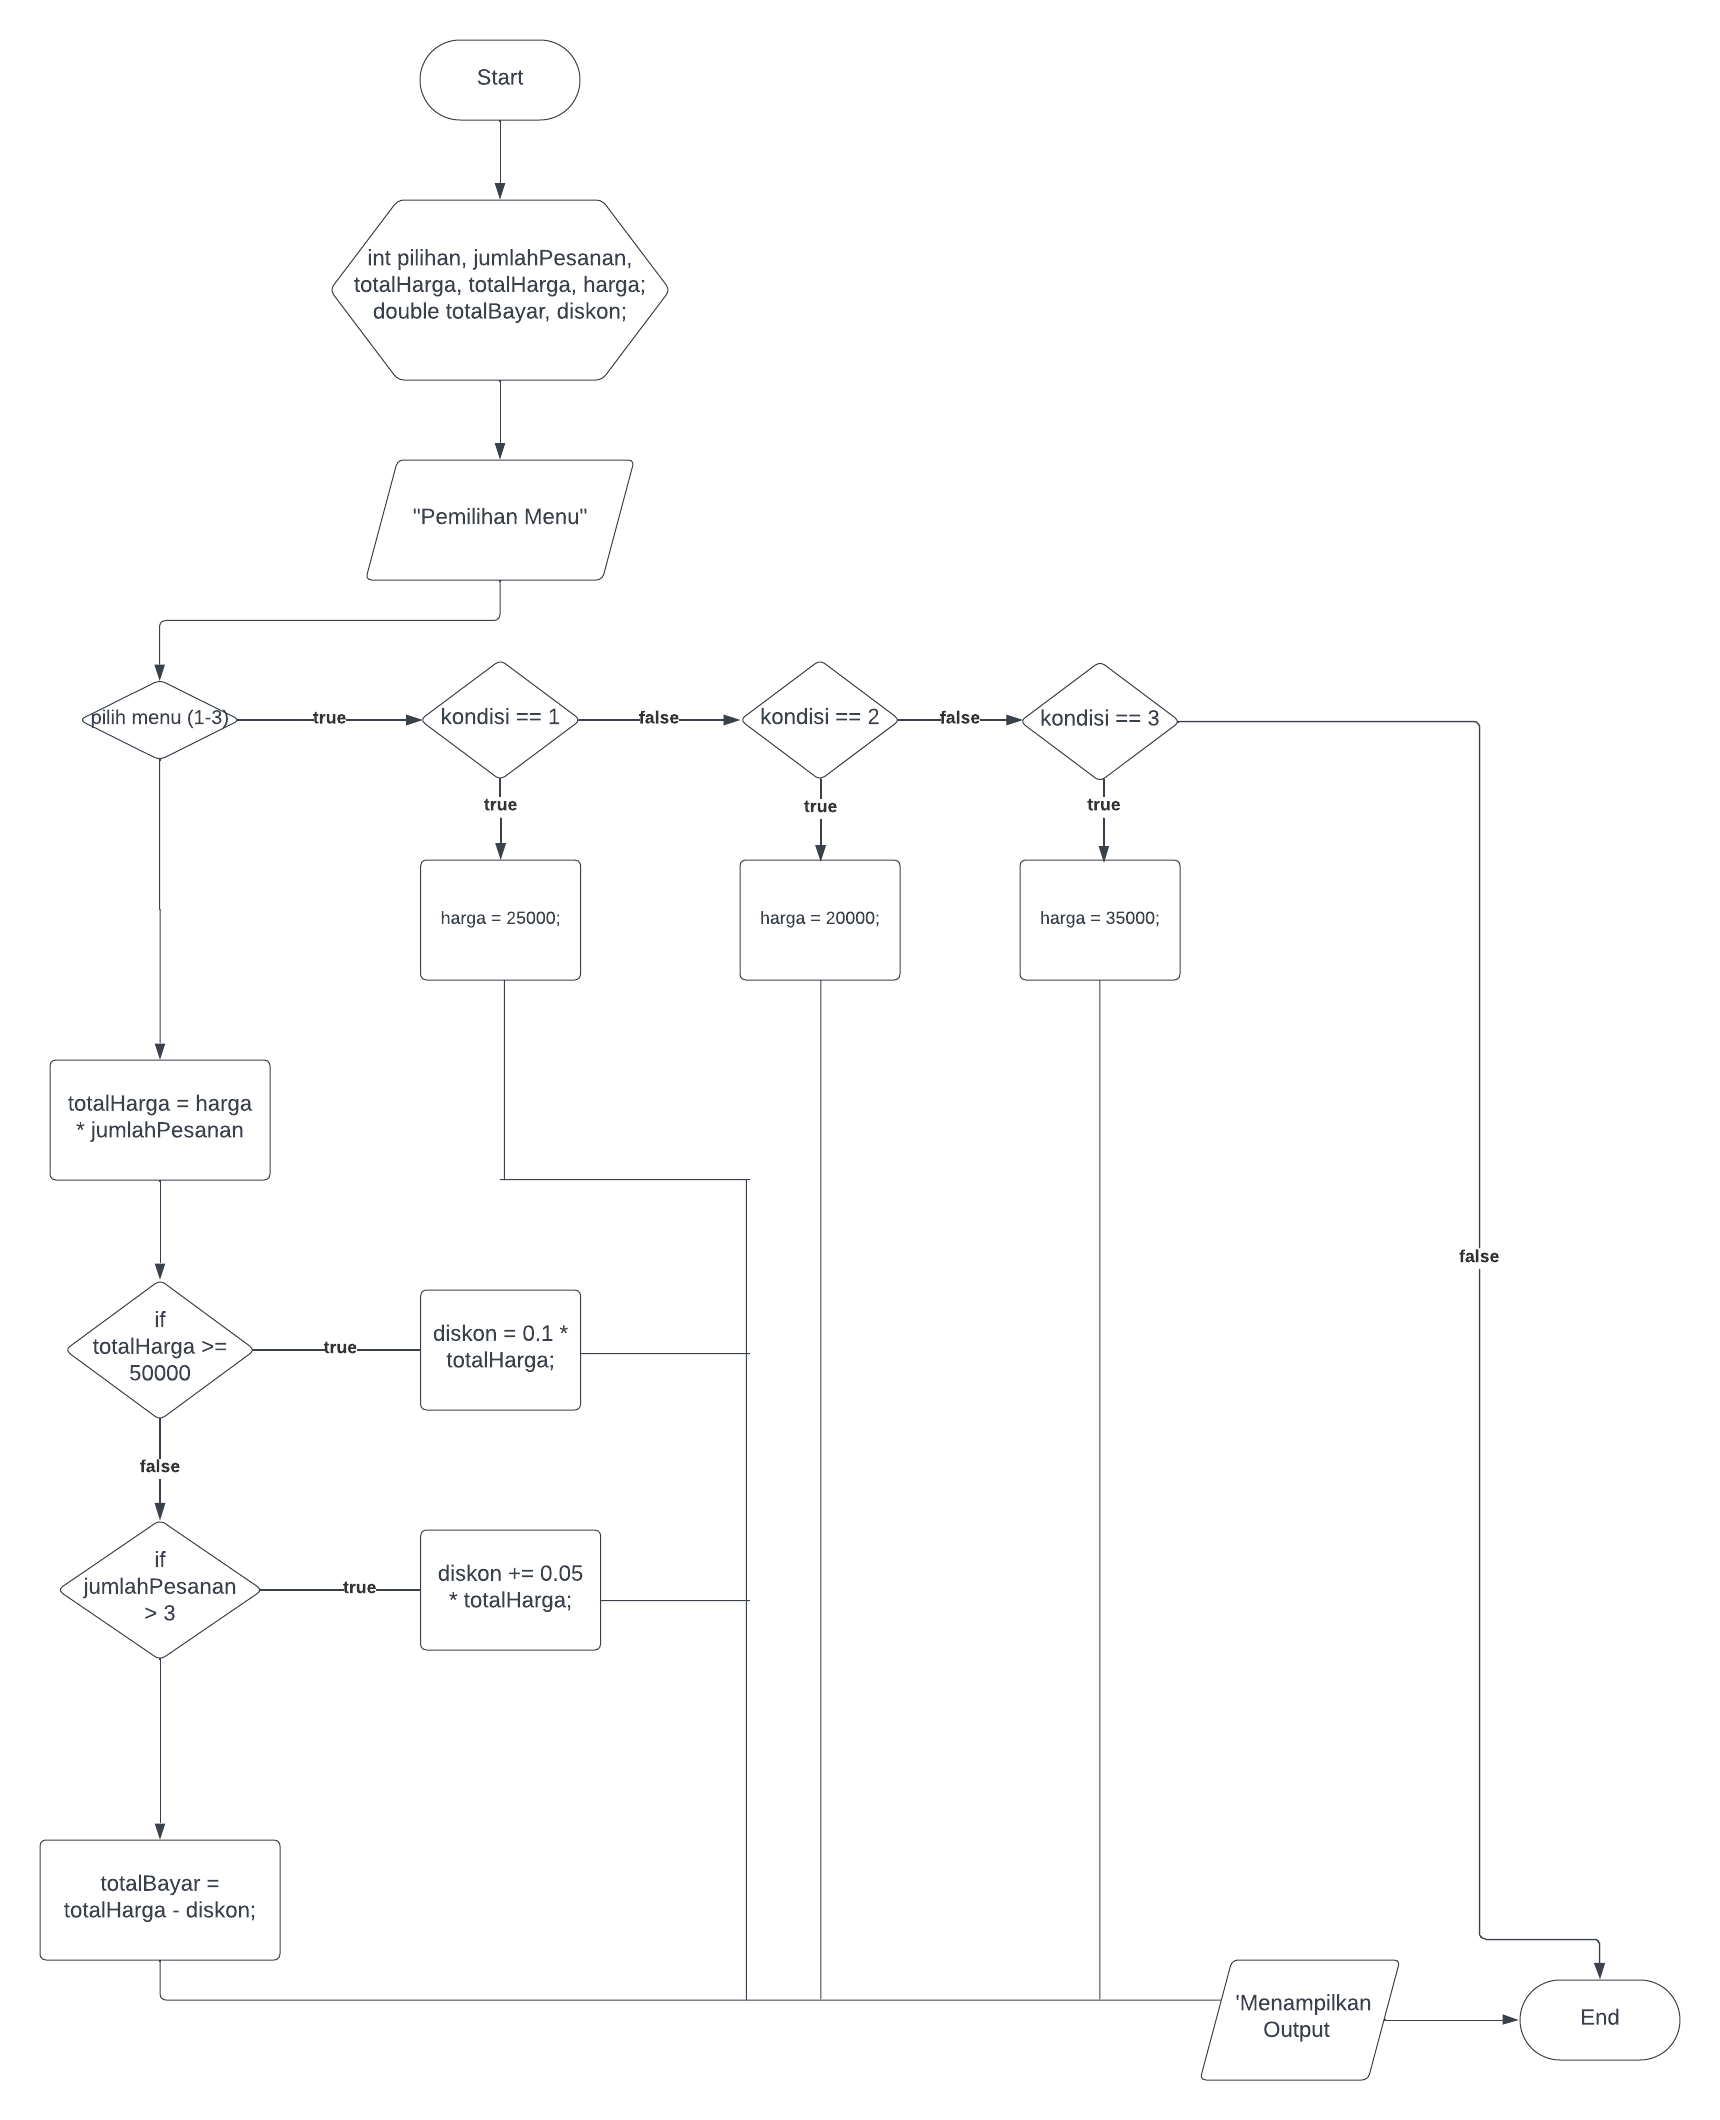 Start
int pilihan, jumlahPesanan,
totalHarga, totalHarga, harga;
double totalBayar, diskon;
"Pemilihan Menu"
pilih menu (1-3)
true
kondisi == 1
false
kondisi == 2
false
kondisi == 3
true
true
true
harga = 25000;
harga = 20000;
harga = 35000;
totalHarga = harga
* jumlahPesanan
false
if
totalHarga >=
50000
true
diskon = 0.1 *
totalHarga;
false
if
jumlahPesanan
> 3
true
diskon += 0.05
* totalHarga;
totalBayar =
totalHarga - diskon;
'Menampilkan
Output
End